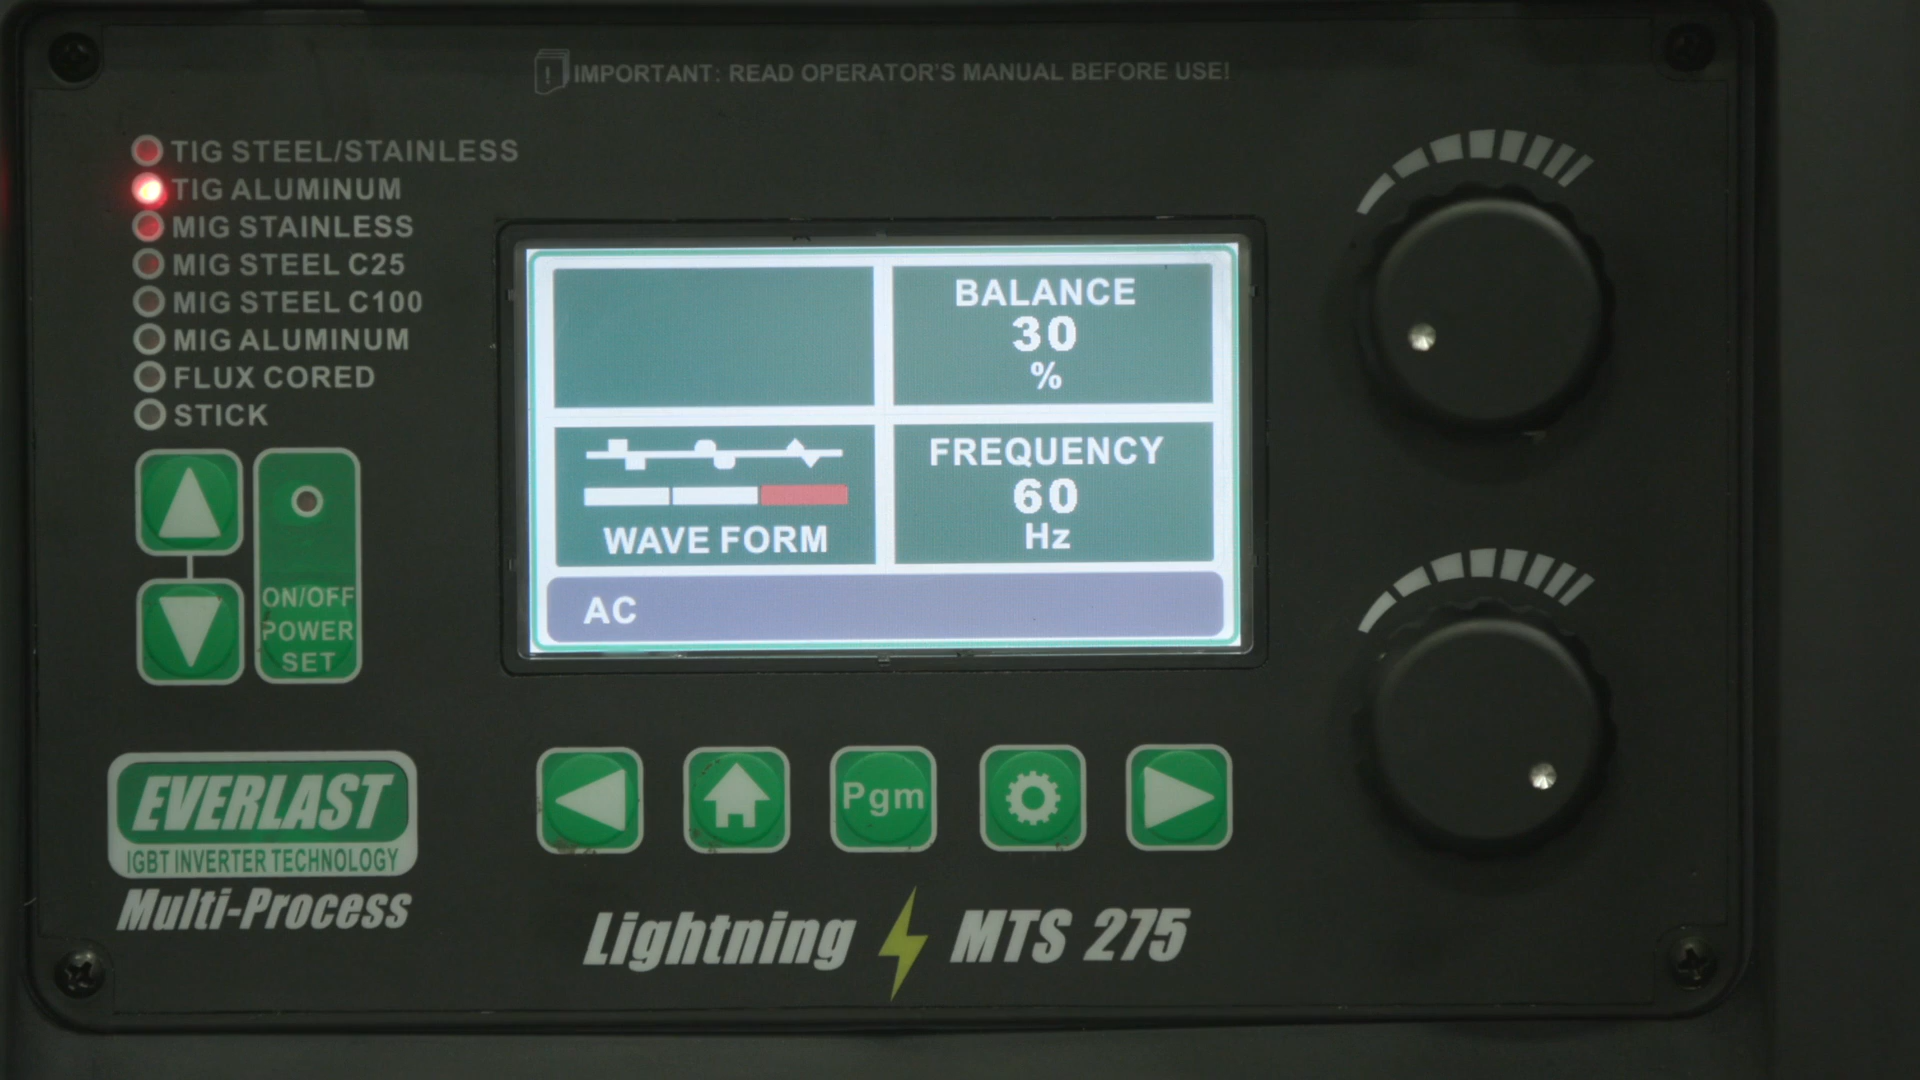 ! IMPORTANT: READ OPERATOR'S MANUAL BEFORE USE!
TIG STEEL/STAINLESS
TIG ALUMINUM
MIG STAINLESS
MIG STEEL C25
MIG STEEL C100
MIG ALUMINUM
FLUX CORED
STICK
ON/OFF
POWER
SET
BALANCE
30
%
WAVE FORM
FREQUENCY
60
Hz
AC
Pgm
EVERLAST
IGBT INVERTER TECHNOLOGY
Multi-Process
Lightning MTS 275